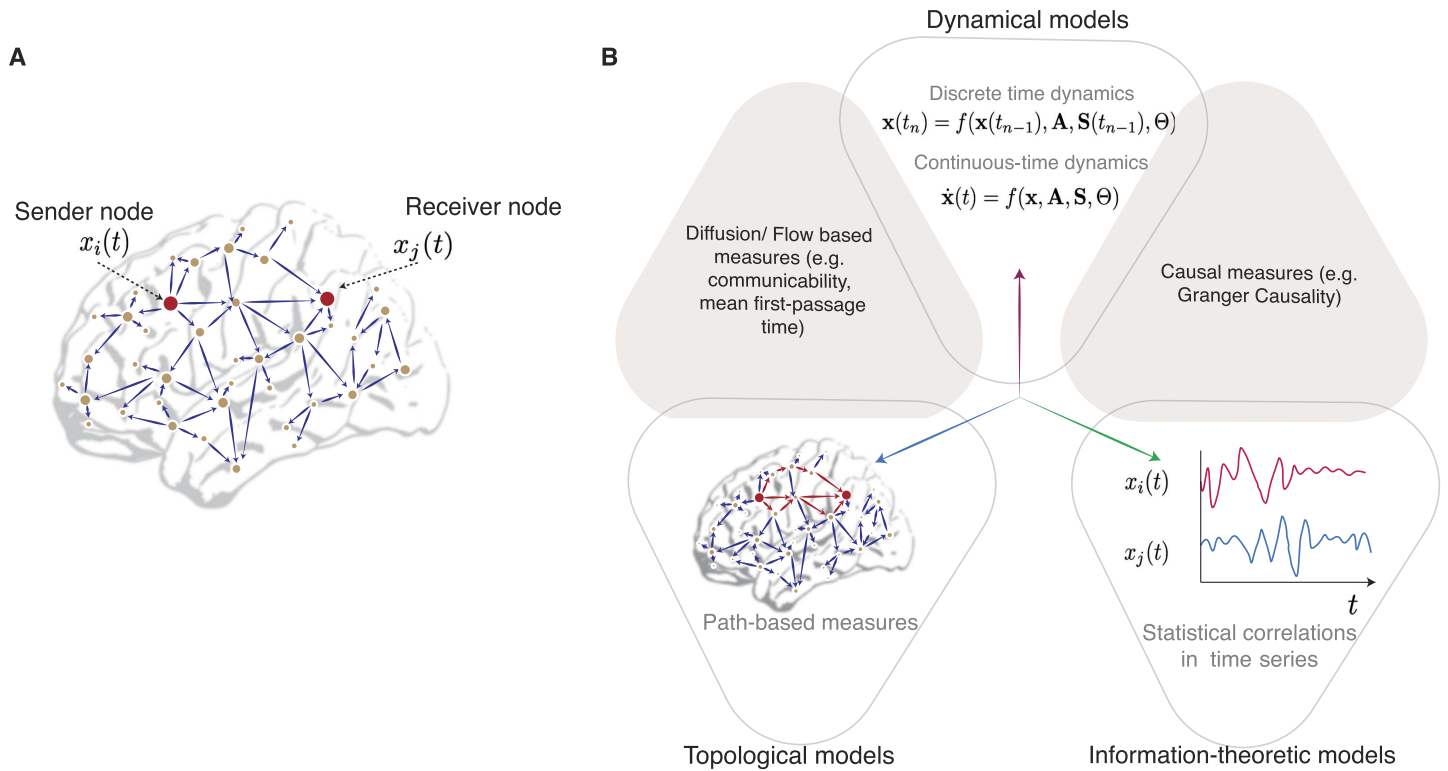 A
Sender node
x_i(t)
Receiver node
x_j(t)
B
Dynamical models
Discrete time dynamics
𝐱(t_{n−1}) = f(𝐱(t_{n−1}), 𝐀, 𝐒(t_{n−1}), Θ)
Continuous-time dynamics
𝐱̇(t) = f(𝐱, 𝐀, 𝐒, Θ)
Diffusion/ Flow based
measures (e.g.
communicability,
mean first-passage
time)
Causal measures (e.g.
Granger Causality)
Path-based measures
Topological models
x_i(t)
x_j(t)
t
Statistical correlations
in time series
Information-theoretic models